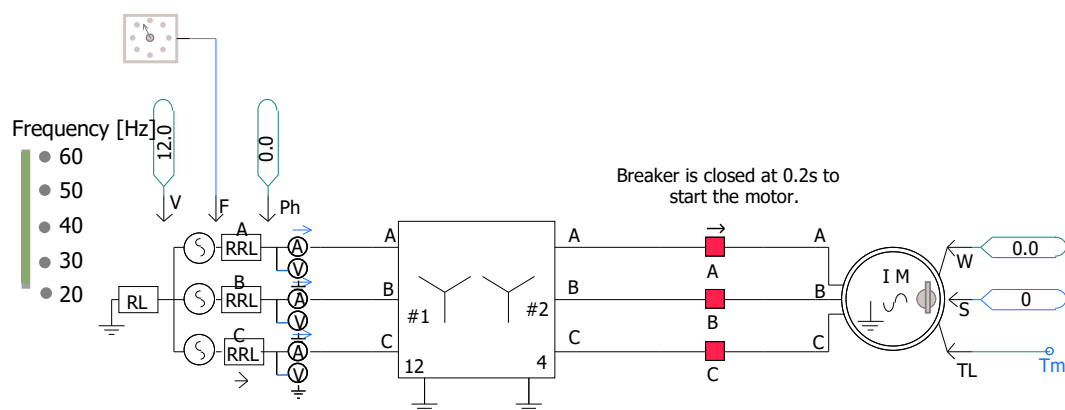 Frequency [Hz]
60
50
40
30
20
12.0
0.0
V
F
Ph
A
RRL
A
V
B
RRL
A
V
C
RRL
A
V
RL
A
B
C
#1
#2
12
4
A
B
C
Breaker is closed at 0.2s to
start the motor.
A
B
C
A
B
C
I M
W
S
TL
0.0
0
Tm